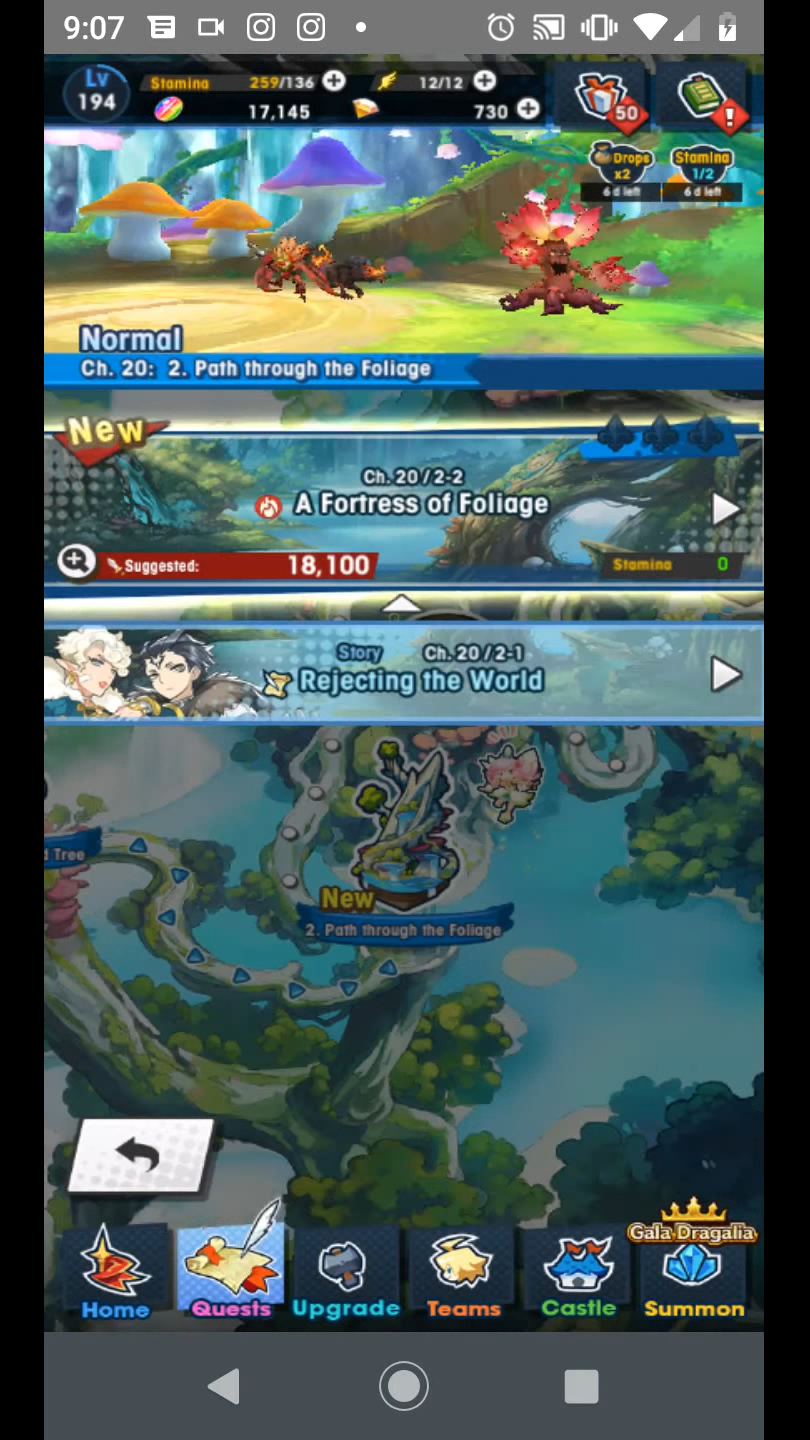 9:07
Lv
194
Stamina 259/136
12/12
17,145
730
50
!
Drops
x2
6 d left
Stamina
1/2
6 d left
Normal
Ch. 20: 2. Path through the Foliage
New
Ch. 20 / 2-2
A Fortress of Foliage
Suggested: 18,100
Stamina 0
Story Ch. 20 / 2-1
Rejecting the World
d Tree
New
2. Path through the Foliage
Gala Dragalia
Home
Quests
Upgrade
Teams
Castle
Summon